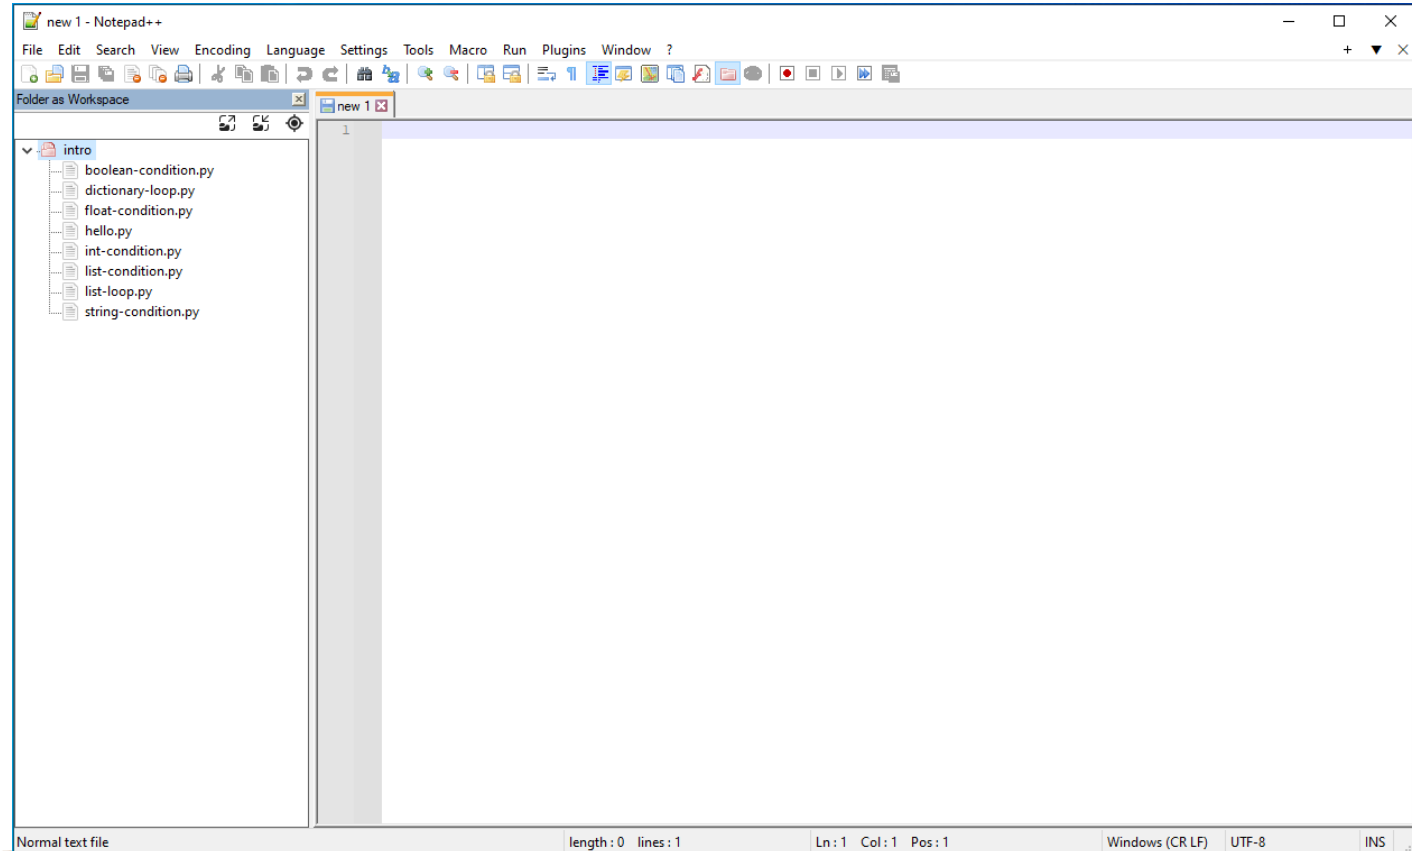 new 1 - Notepad++
File Edit Search View Encoding Language Settings Tools Macro Run Plugins Window ?
Folder as Workspace
new 1
1
intro
boolean-condition.py
dictionary-loop.py
float-condition.py
hello.py
int-condition.py
list-condition.py
list-loop.py
string-condition.py
Normal text file length : 0 lines : 1 Ln : 1 Col : 1 Pos : 1 Windows (CR LF) UTF-8 INS